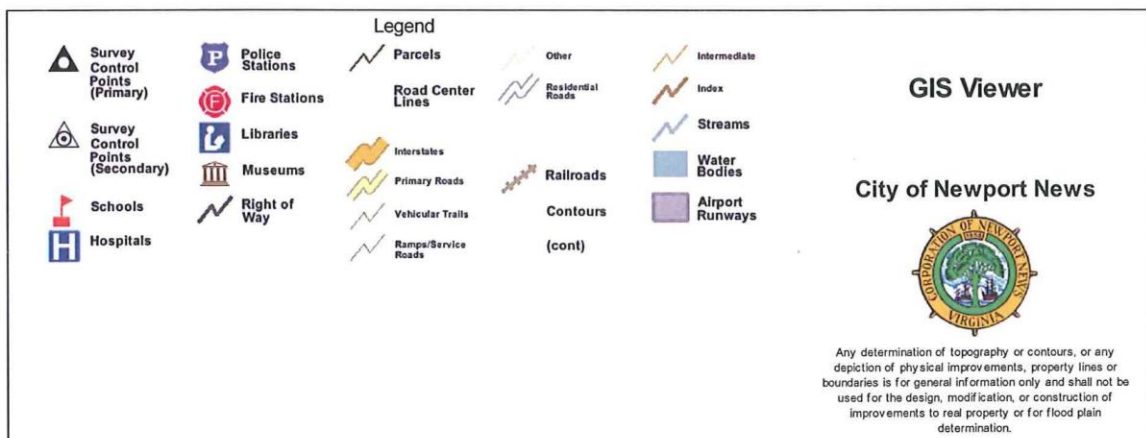 Legend
Survey
Control
Points
(Primary)
Survey
Control
Points
(Secondary)
Schools
H
Hospitals
P
Police
Stations
F
Fire Stations
Libraries
Museums
Right of
Way
Parcels
Road Center
Lines
Interstates
Primary Roads
Vehicular Trails
Ramps/Service
Roads
Other
Residential
Roads
Railroads
Contours
(cont)
Intermediate
Index
Streams
Water
Bodies
Airport
Runways
GIS Viewer
City of Newport News
CORPORATION OF NEWPORT NEWS
VIRGINIA
Any determination of topography or contours, or any
depiction of physical improvements, property lines or
boundaries is for general information only and shall not be
used for the design, modification, or construction of
improvements to real property or for flood plain
determination.